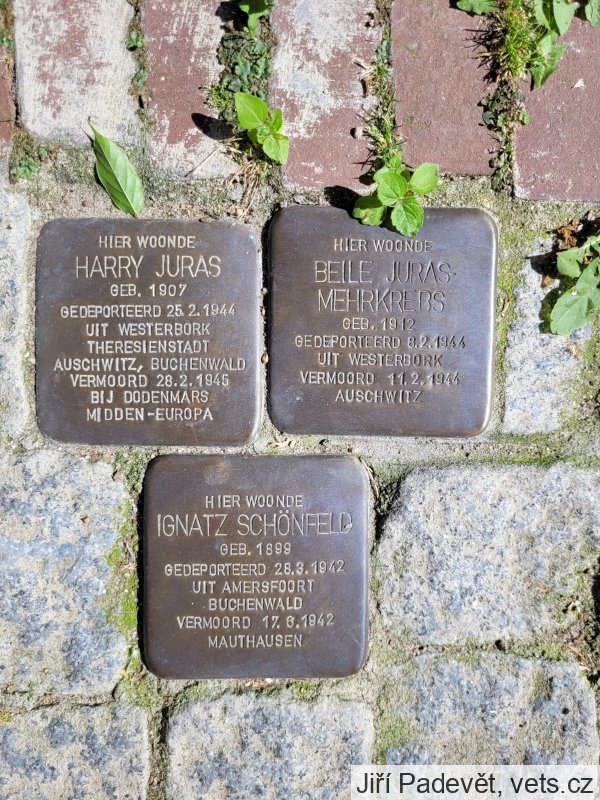 HIER WOONDE
HARRY JURAS
GEB. 1907
GEDEPORTEERD 25.2.1944
UIT WESTERBORK
THERESIENSTADT
AUSCHWITZ, BUCHENWALD
VERMOORD 28.2.1945
BIJ DODENMARS
MIDDEN-EUROPA
HIER WOONDE
BEILE JURAS-
MEHRKREBS
GEB. 1912
GEDEPORTEERD 8.2.1944
UIT WESTERBORK
VERMOORD 11.2.1944
AUSCHWITZ
HIER WOONDE
IGNATZ SCHÖNFELD
GEB. 1899
GEDEPORTEERD 28.3.1942
UIT AMERSFOORT
BUCHENWALD
VERMOORD 17.6.1942
MAUTHAUSEN
Jiří Padevět, vets.cz